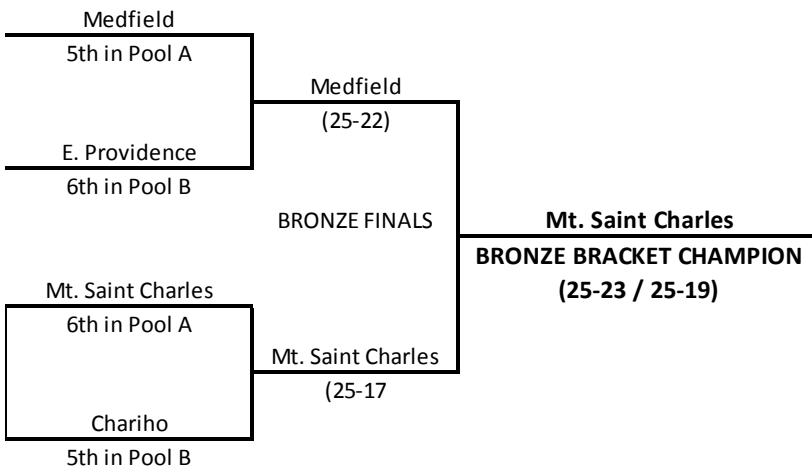 Medfield
5th in Pool A
Medfield
(25-22)
E. Providence
6th in Pool B
BRONZE FINALS
Mt. Saint Charles
BRONZE BRACKET CHAMPION
(25-23 / 25-19)
Mt. Saint Charles
6th in Pool A
Mt. Saint Charles
(25-17
Chariho
5th in Pool B